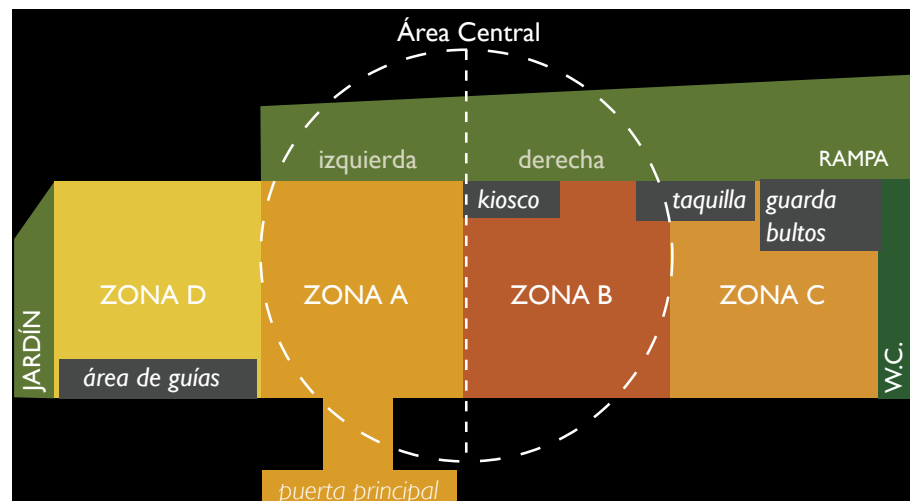 Área Central
izquierda
derecha
RAMPA
kiosco
taquilla
guarda
bultos
ZONA D
ZONA A
ZONA B
ZONA C
JARDÍN
W.C.
área de guías
puerta principal